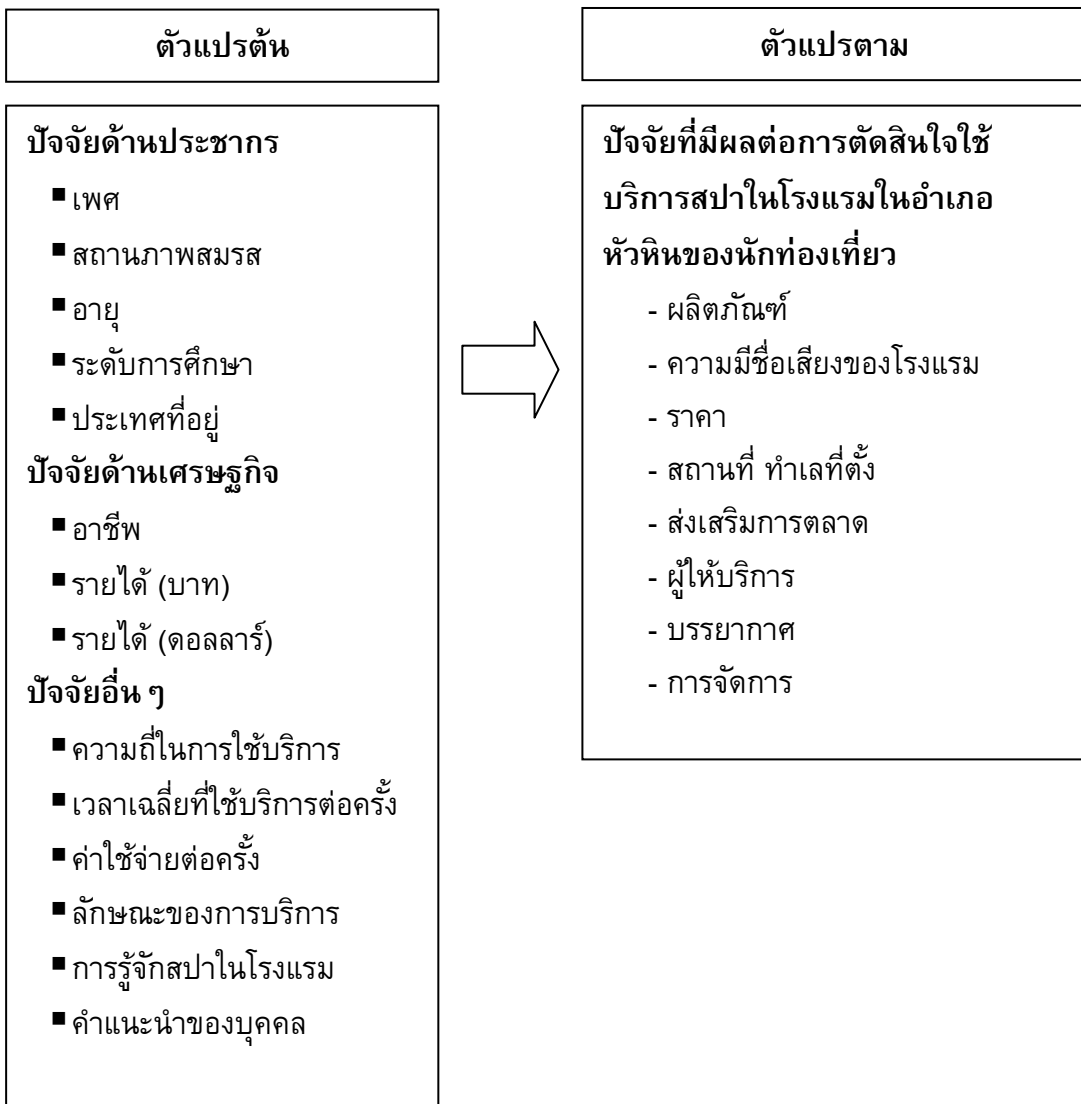 ตัวแปรต้น
ปัจจัยด้านประชากร
▪ เพศ
▪ สถานภาพสมรส
▪ อายุ
▪ ระดับการศึกษา
▪ ประเทศที่อยู่
ปัจจัยด้านเศรษฐกิจ
▪ อาชีพ
▪ รายได้ (บาท)
▪ รายได้ (ดอลลาร์)
ปัจจัยอื่น ๆ
▪ ความถี่ในการใช้บริการ
▪ เวลาเฉลี่ยที่ใช้บริการต่อครั้ง
▪ ค่าใช้จ่ายต่อครั้ง
▪ ลักษณะของการบริการ
▪ การรู้จักสปาในโรงแรม
▪ คำแนะนำของบุคคล
ตัวแปรตาม
ปัจจัยที่มีผลต่อการตัดสินใจใช้
บริการสปาในโรงแรมในอำเภอ
หัวหินของนักท่องเที่ยว
- ผลิตภัณฑ์
- ความมีชื่อเสียงของโรงแรม
- ราคา
- สถานที่ ทำเลที่ตั้ง
- ส่งเสริมการตลาด
- ผู้ให้บริการ
- บรรยากาศ
- การจัดการ